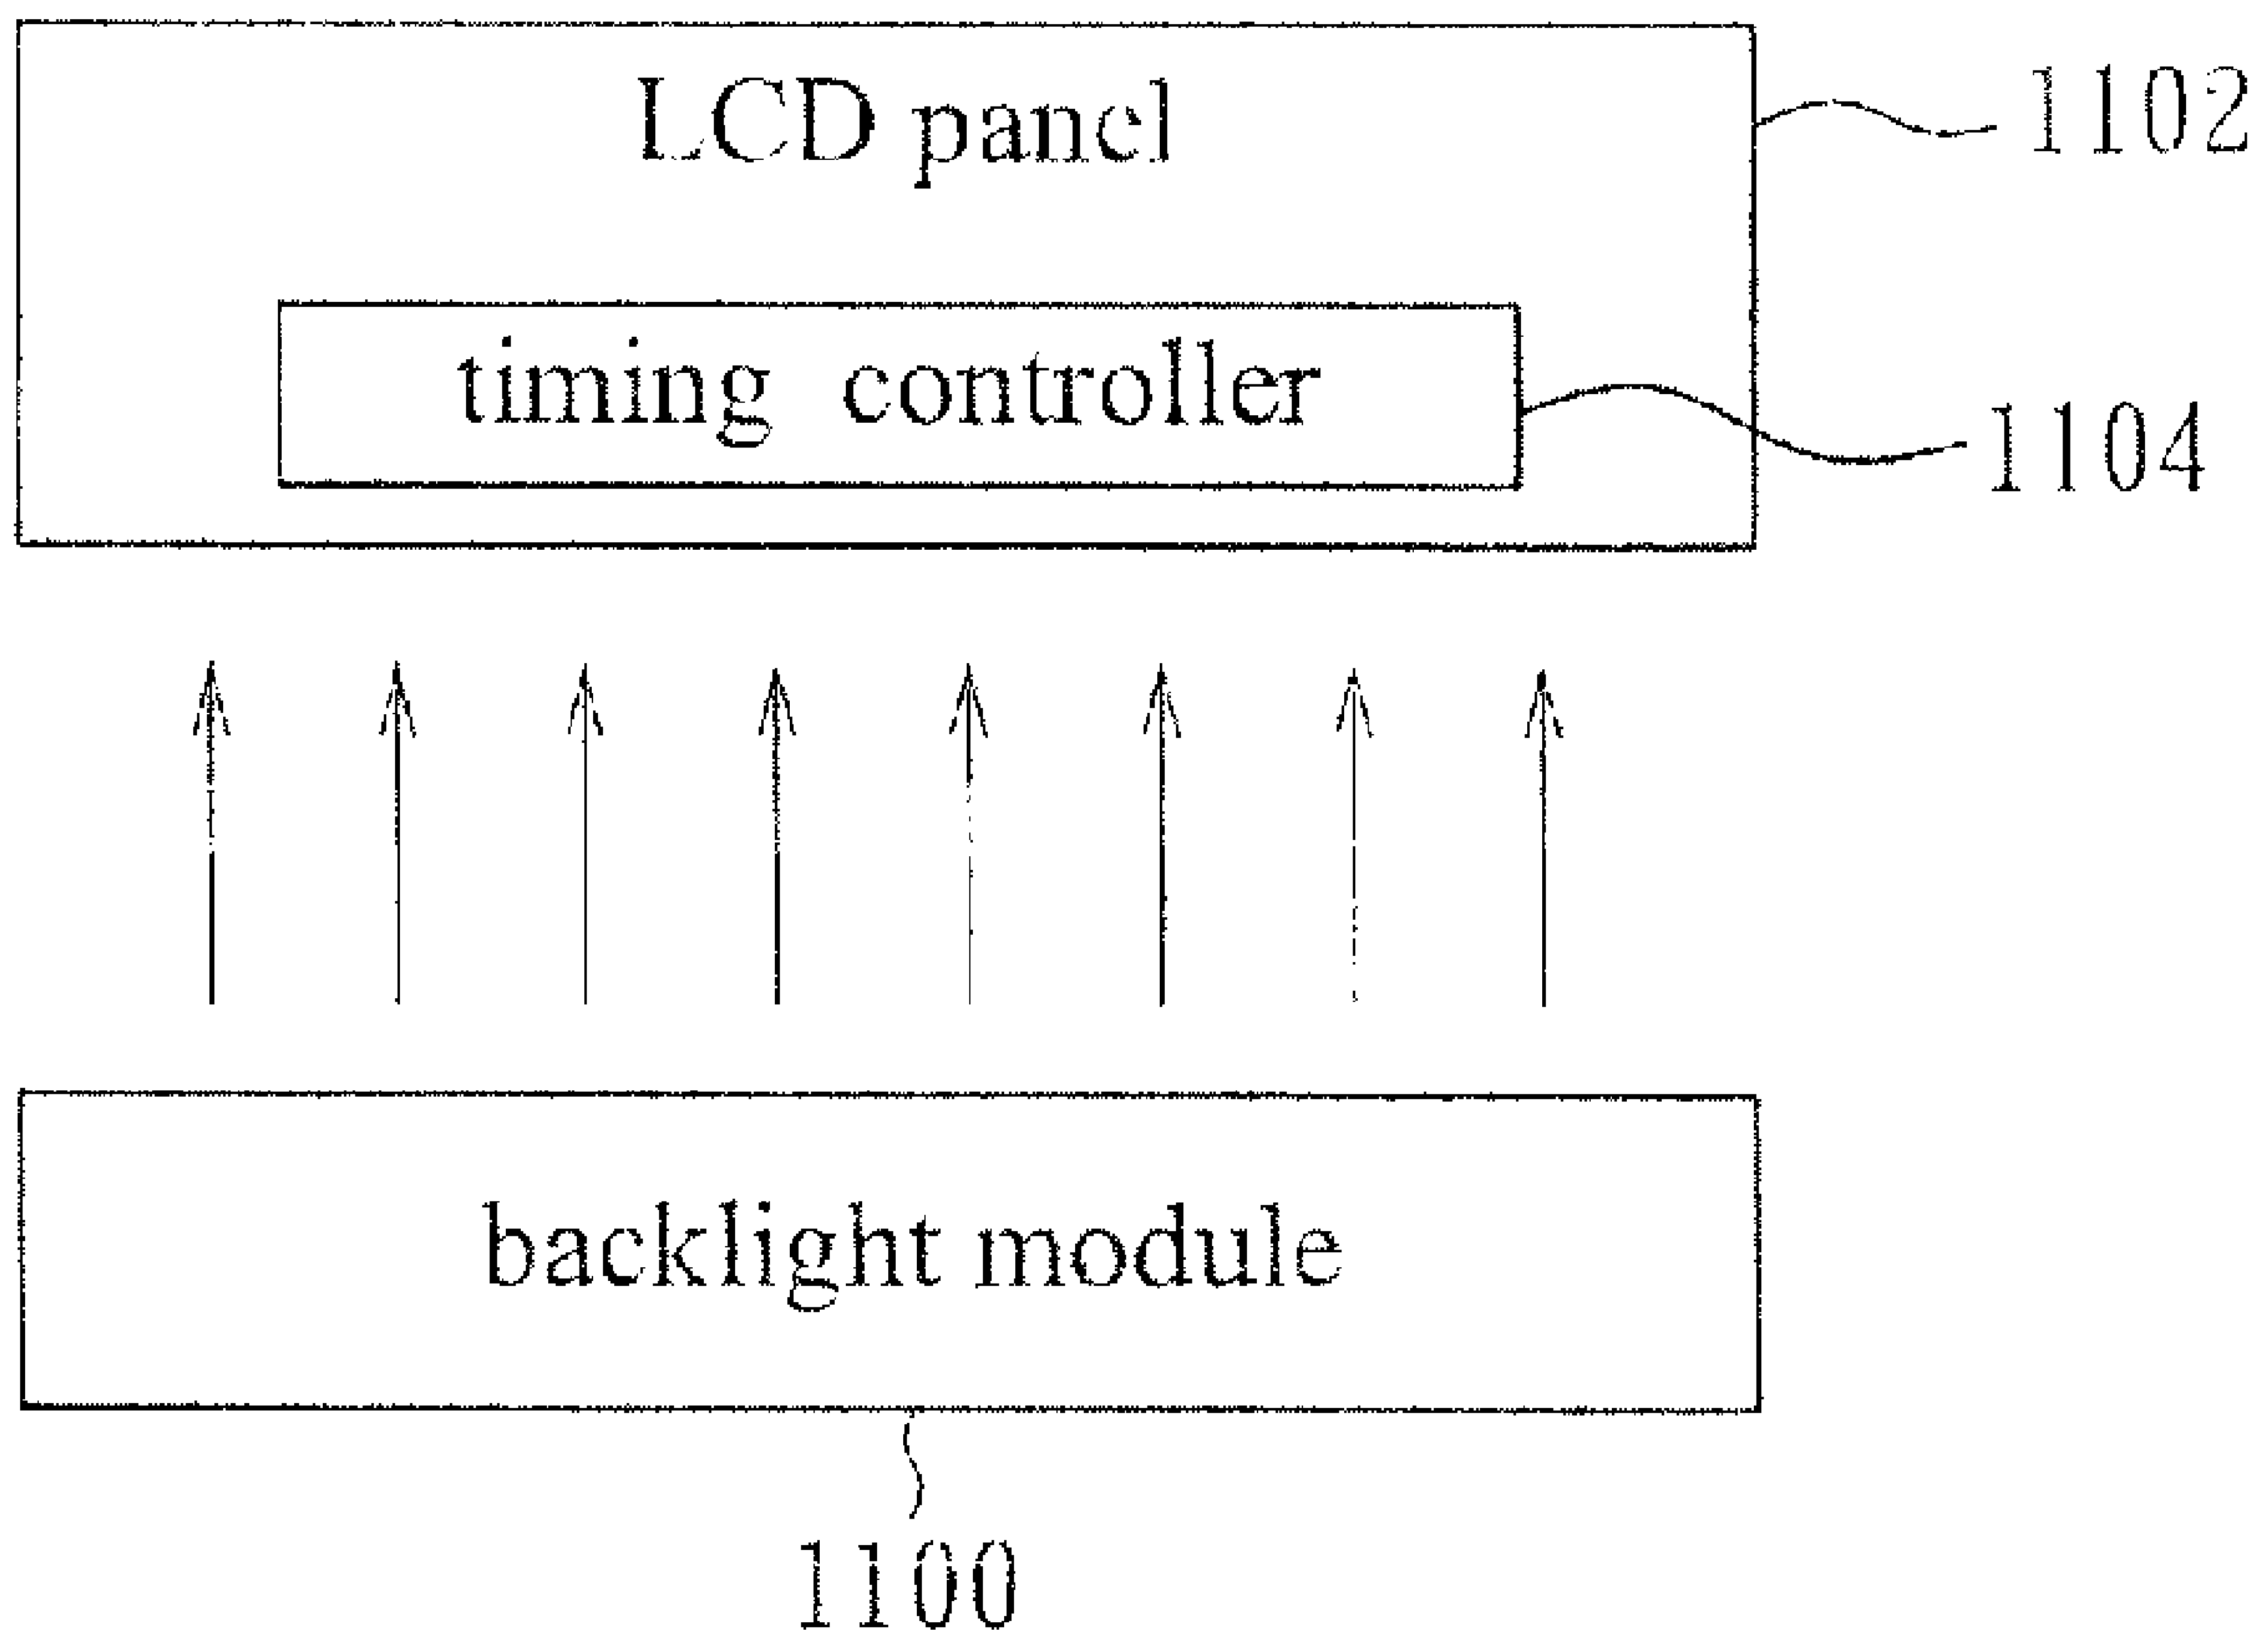 LCD panel
1102
timing controller
1104
backlight module
1100